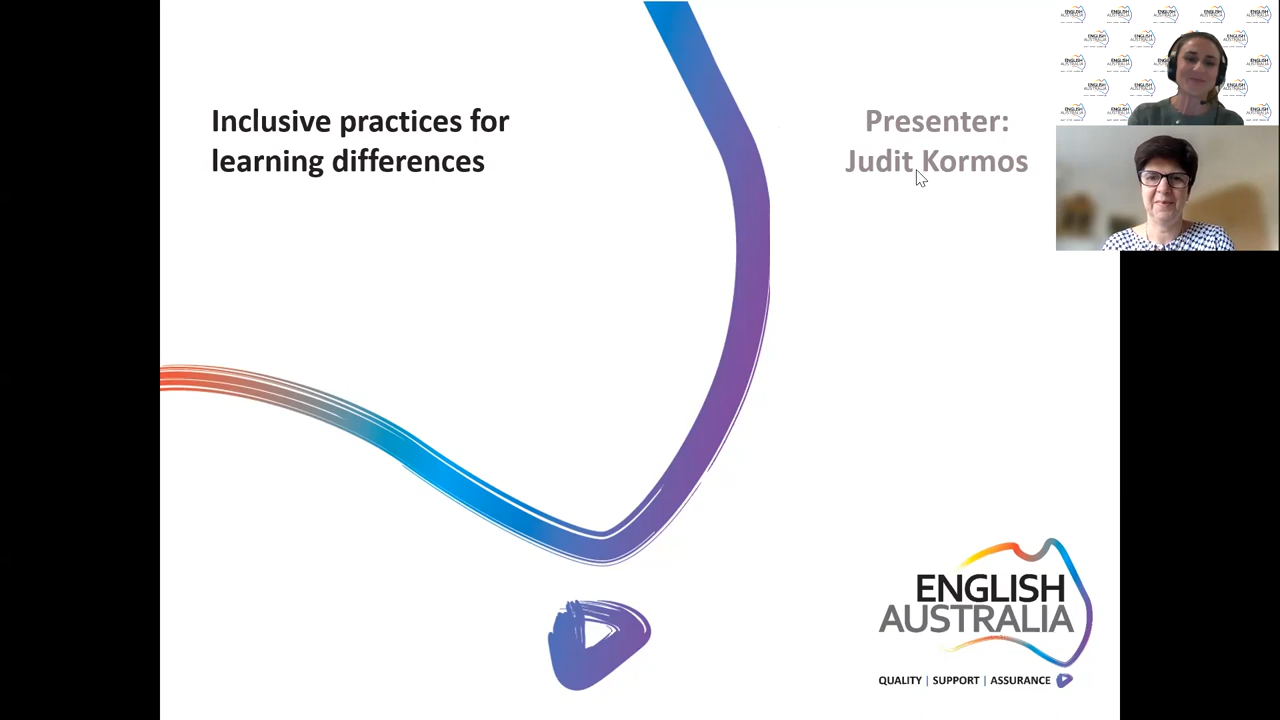 Inclusive practices for
learning differences
Presenter:
Judit Kormos
ENGLISH
AUSTRALIA
QUALITY | SUPPORT | ASSURANCE